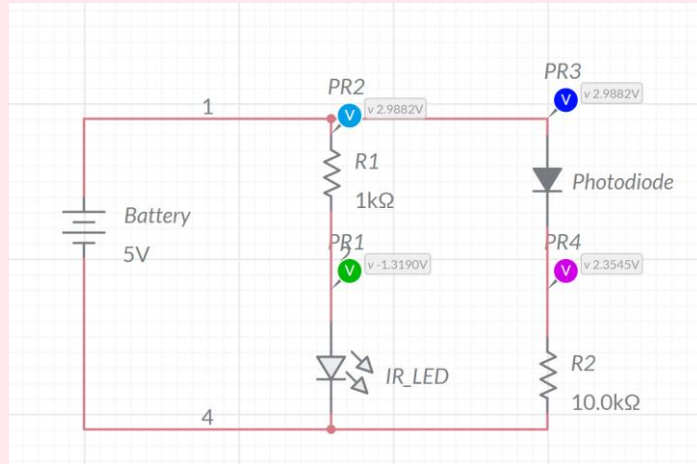 PR3
V
v 2.9882V
PR2
V
v 2.9882V
1
R1
1kΩ
Photodiode
Battery
5V
PR1
2
V
v -1.3190V
PR4
V
v 2.3545V
IR_LED
R2
10.0kΩ
4